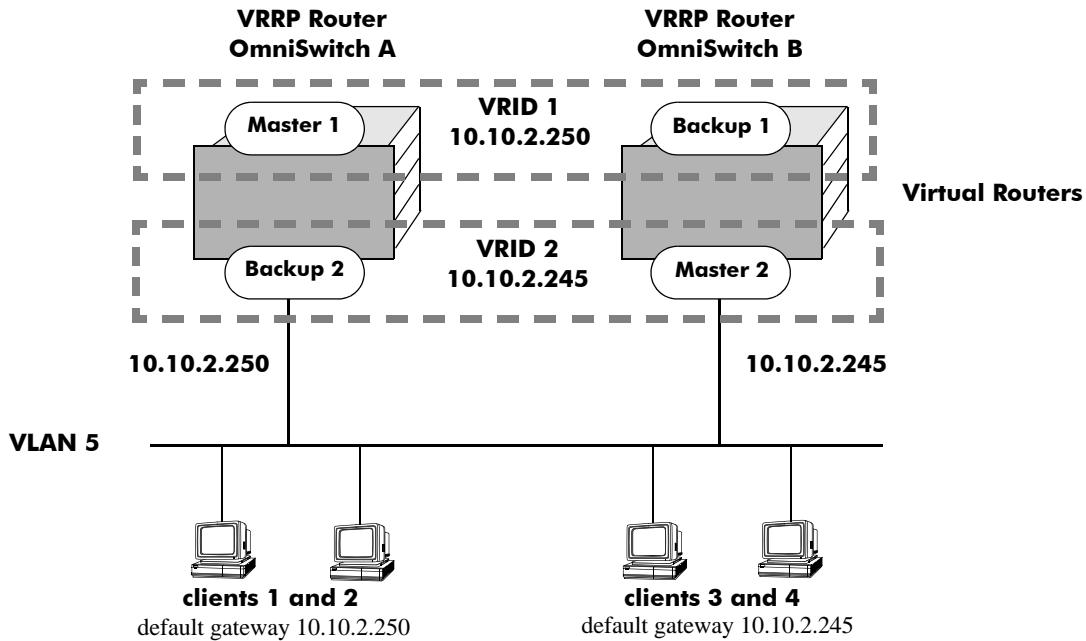 VRRP Router
OmniSwitch A
VRRP Router
OmniSwitch B
Master 1
VRID 1
10.10.2.250
Backup 1
Virtual Routers
Backup 2
VRID 2
10.10.2.245
Master 2
10.10.2.250
10.10.2.245
VLAN 5
clients 1 and 2
default gateway 10.10.2.250
clients 3 and 4
default gateway 10.10.2.245